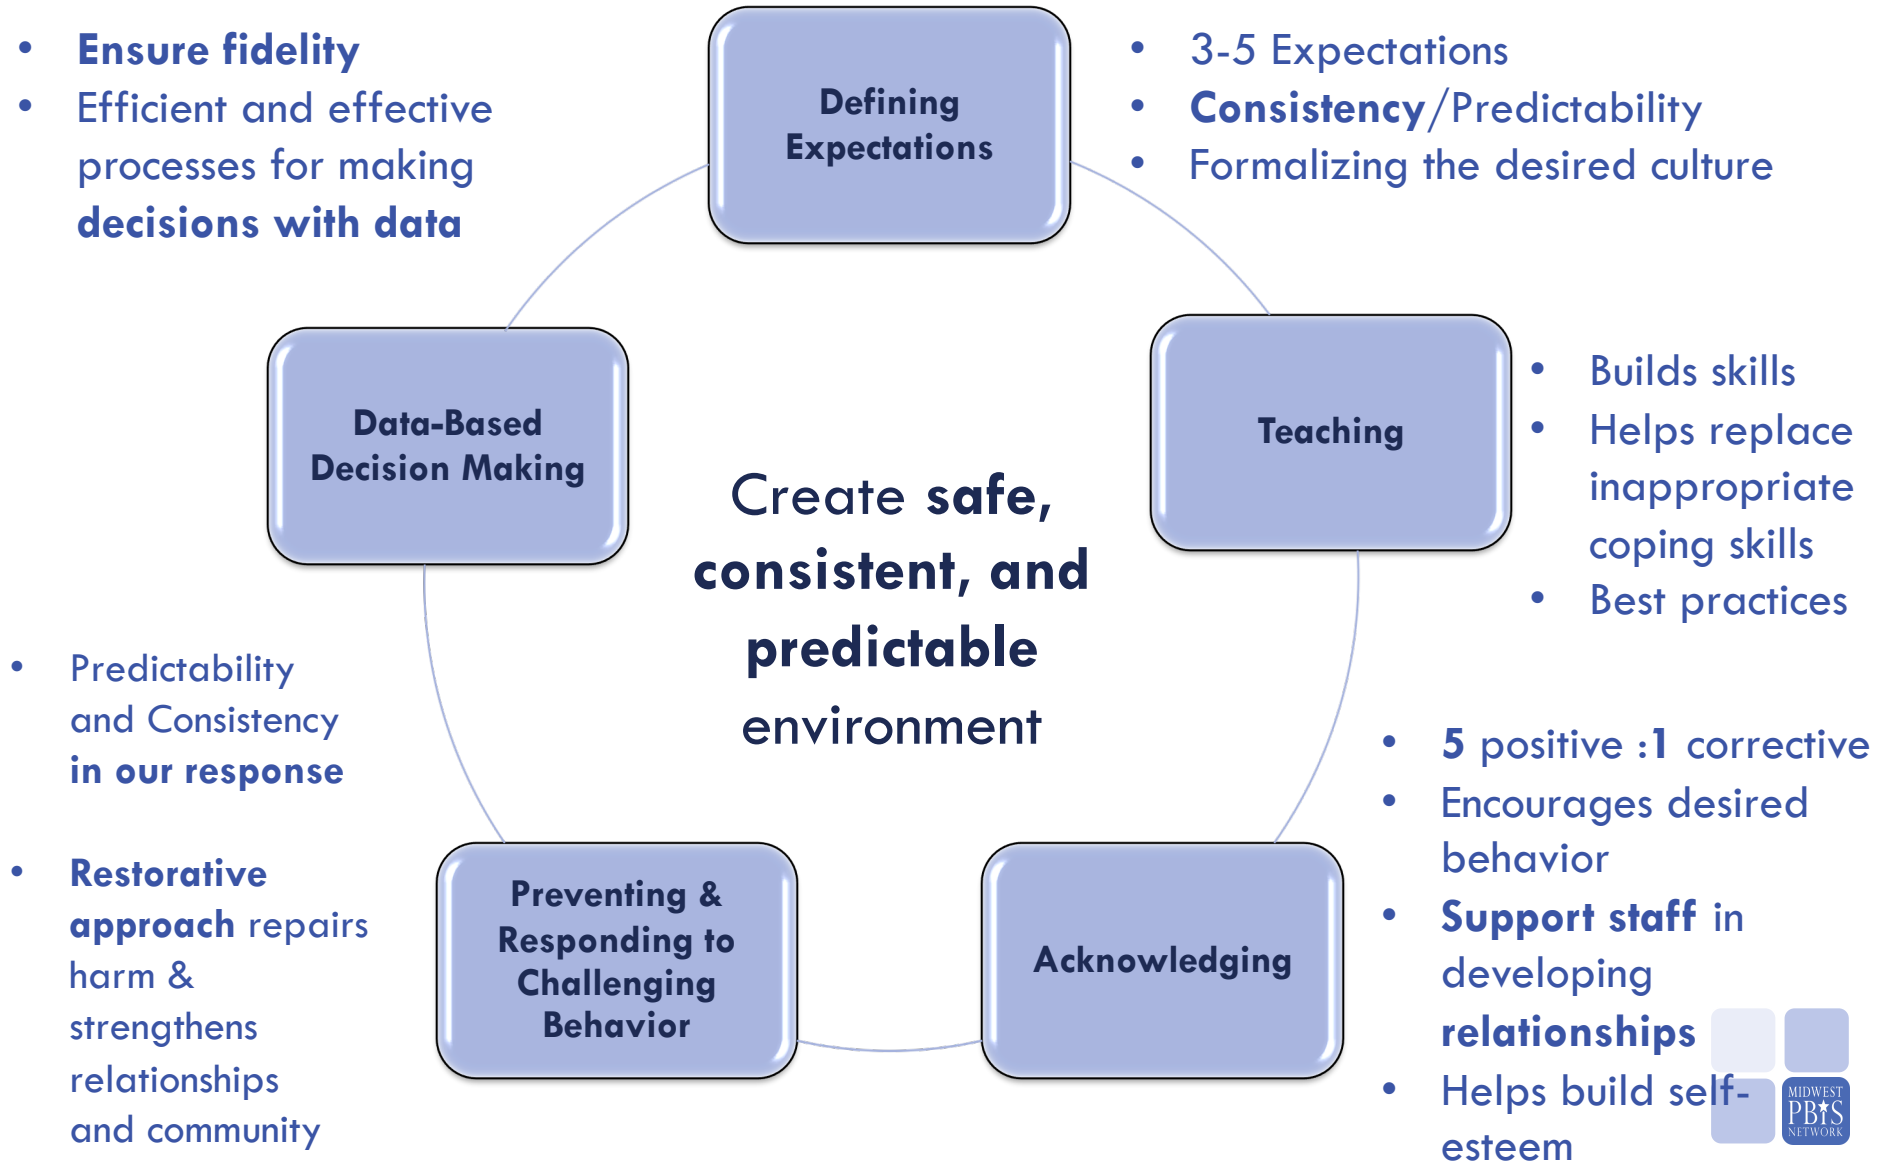 • Ensure fidelity
• Efficient and effective
processes for making
decisions with data
Defining
Expectations
• 3-5 Expectations
• Consistency/Predictability
• Formalizing the desired culture
Data-Based
Decision Making
Teaching
• Builds skills
• Helps replace
inappropriate
coping skills
• Best practices
Create safe,
consistent, and
predictable
environment
• Predictability
and Consistency
in our response
• Restorative
approach repairs
harm &
strengthens
relationships
and community
Preventing &
Responding to
Challenging
Behavior
Acknowledging
• 5 positive :1 corrective
• Encourages desired
behavior
• Support staff in
developing
relationships
• Helps build self-
esteem
MIDWEST
PBIS
NETWORK